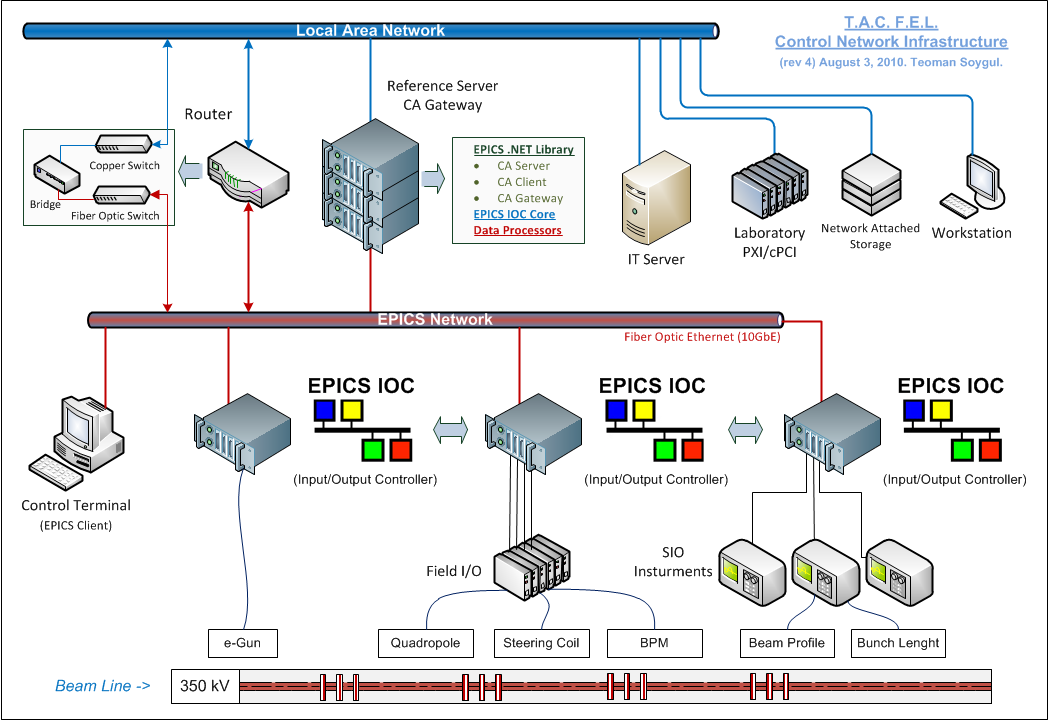 Local Area Network
T.A.C. F.E.L.
Control Network Infrastructure
(rev 4) August 3, 2010. Teoman Soygul.
Reference Server
CA Gateway
Router
Copper Switch
Bridge
Fiber Optic Switch
EPICS .NET Library
• CA Server
• CA Client
• CA Gateway
EPICS IOC Core
Data Processors
IT Server
Laboratory
PXI/cPCI
Network Attached
Storage
Workstation
EPICS Network
Fiber Optic Ethernet (10GbE)
EPICS IOC
(Input/Output Controller)
EPICS IOC
(Input/Output Controller)
EPICS IOC
(Input/Output Controller)
Control Terminal
(EPICS Client)
Field I/O
SIO
Insturments
e-Gun
Quadropole
Steering Coil
BPM
Beam Profile
Bunch Lenght
Beam Line ->
350 kV